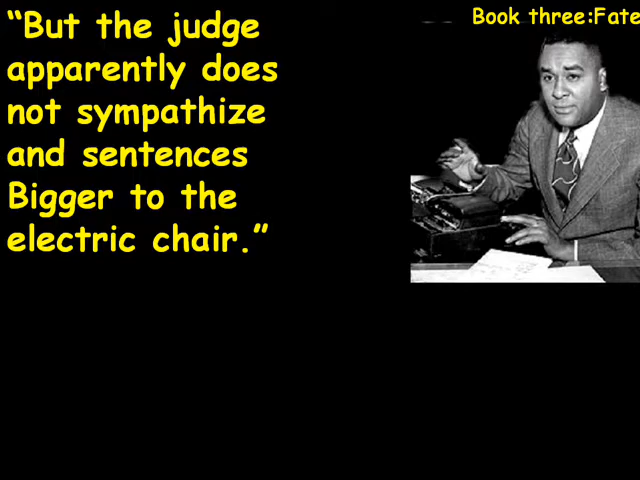 Book three:Fate
“But the judge
apparently does
not sympathize
and sentences
Bigger to the
electric chair.”